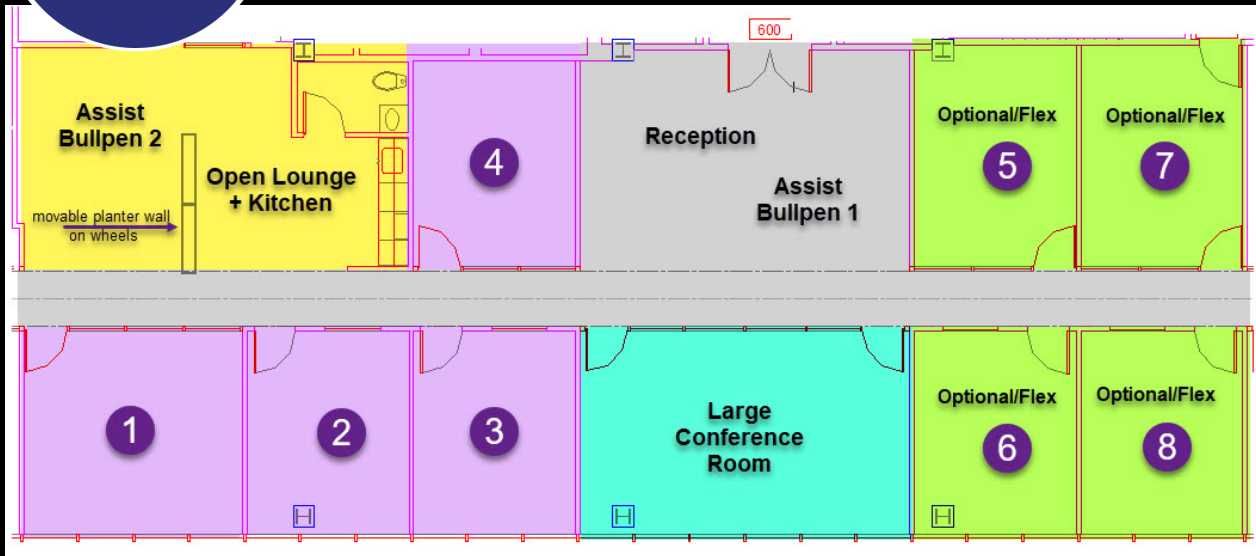 600
Assist
Bullpen 2
Open Lounge
+ Kitchen
movable planter wall
on wheels
4
Reception
Assist
Bullpen 1
Optional/Flex
5
Optional/Flex
7
1
2
3
Large
Conference
Room
Optional/Flex
6
Optional/Flex
8